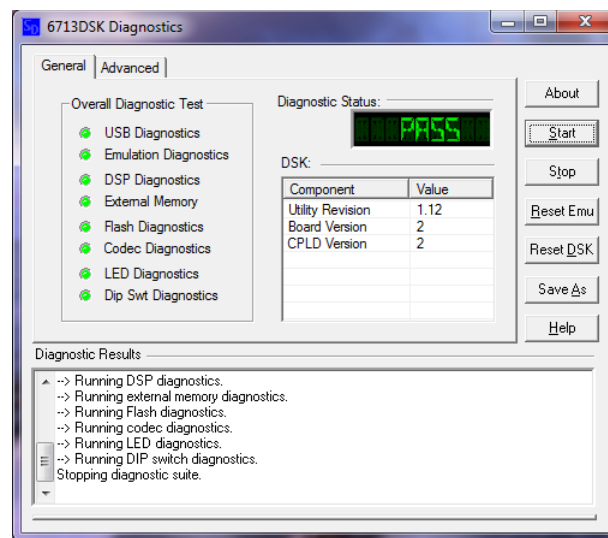 SD 6713DSK Diagnostics
General Advanced
Overall Diagnostic Test
USB Diagnostics
Emulation Diagnostics
DSP Diagnostics
External Memory
Flash Diagnostics
Codec Diagnostics
LED Diagnostics
Dip Swt Diagnostics
Diagnostic Status:
PASS
DSK:
Component Value
Utility Revision 1.12
Board Version 2
CPLD Version 2
About
Start
Stop
Reset Emu
Reset DSK
Save As
Help
Diagnostic Results
--> Running DSP diagnostics.
--> Running external memory diagnostics.
--> Running Flash diagnostics.
--> Running codec diagnostics.
--> Running LED diagnostics.
--> Running DIP switch diagnostics.
Stopping diagnostic suite.